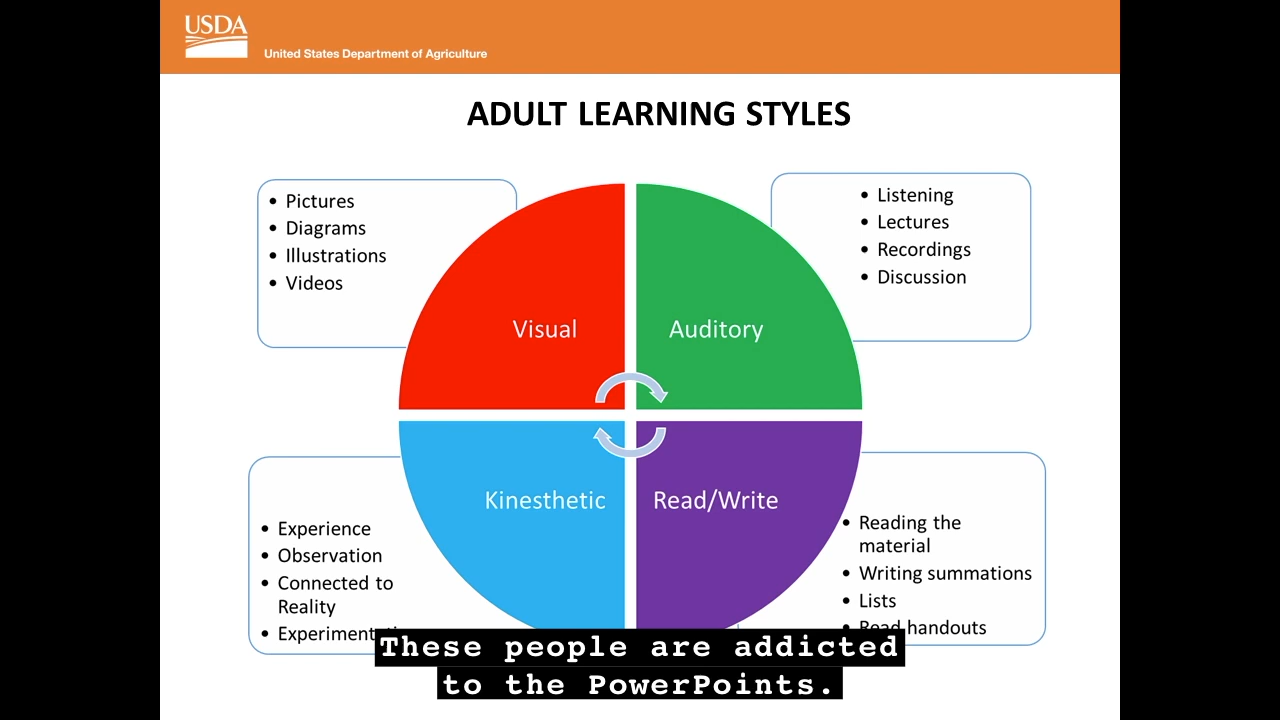 USDA
United States Department of Agriculture
ADULT LEARNING STYLES
• Pictures
• Diagrams
• Illustrations
• Videos
• Listening
• Lectures
• Recordings
• Discussion
Visual
Auditory
Kinesthetic
Read/Write
• Experience
• Observation
• Connected to
Reality
•
• Reading the
material
• Writing summations
• Lists
• Read handouts
These people are addicted
to the PowerPoints.